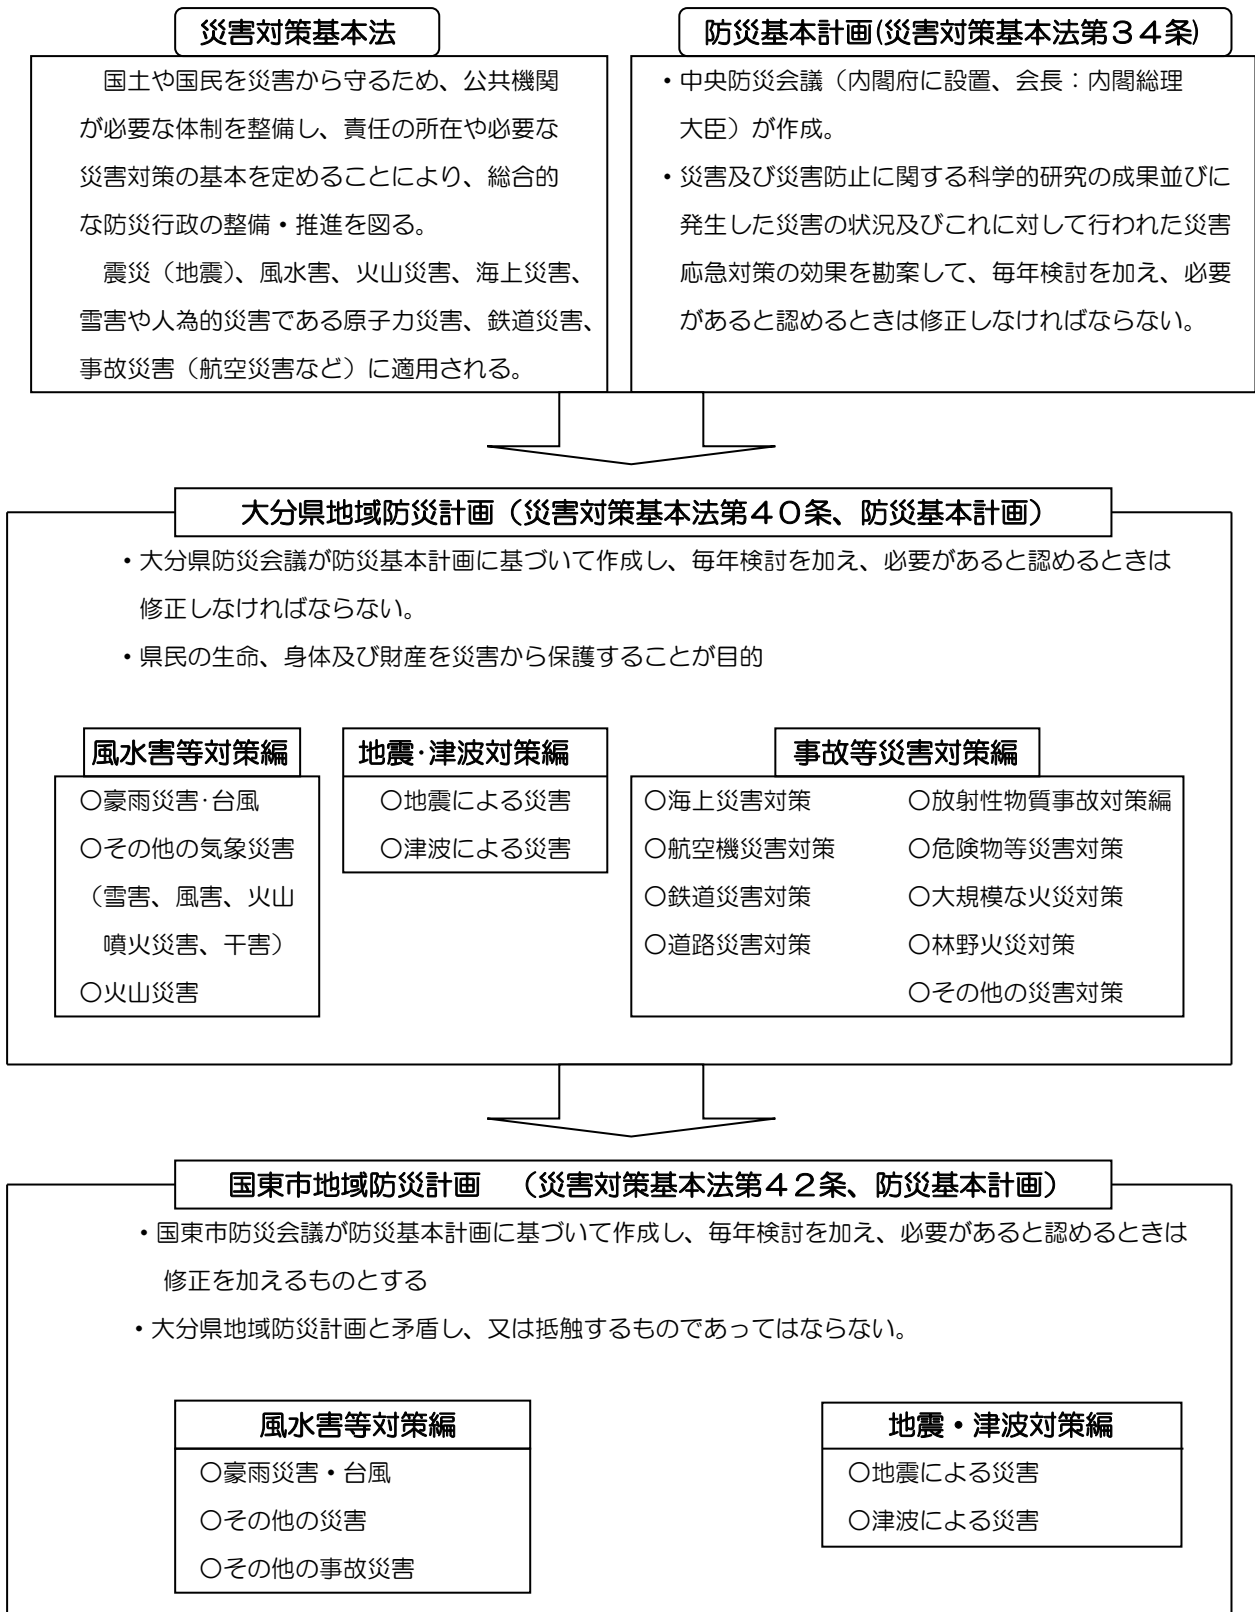 災害対策基本法
国土や国民を災害から守るため、公共機関
が必要な体制を整備し、責任の所在や必要な
災害対策の基本を定めることにより、総合的
な防災行政の整備・推進を図る。
震災（地震）、風水害、火山災害、海上災害、
雪害や人為的災害である原子力災害、鉄道災害、
事故災害（航空災害など）に適用される。
防災基本計画(災害対策基本法第３４条)
・中央防災会議（内閣府に設置、会長：内閣総理
大臣）が作成。
・災害及び災害防止に関する科学的研究の成果並びに
発生した災害の状況及びこれに対して行われた災害
応急対策の効果を勘案して、毎年検討を加え、必要
があると認めるときは修正しなければならない。
大分県地域防災計画（災害対策基本法第４０条、防災基本計画）
・大分県防災会議が防災基本計画に基づいて作成し、毎年検討を加え、必要があると認めるときは
修正しなければならない。
・県民の生命、身体及び財産を災害から保護することが目的
風水害等対策編
○豪雨災害・台風
○その他の気象災害
（雪害、風害、火山
噴火災害、干害）
○火山災害
地震・津波対策編
○地震による災害
○津波による災害
事故等災害対策編
○海上災害対策
○航空機災害対策
○鉄道災害対策
○道路災害対策
○放射性物質事故対策編
○危険物等災害対策
○大規模な火災対策
○林野火災対策
○その他の災害対策
国東市地域防災計画　（災害対策基本法第４２条、防災基本計画）
・国東市防災会議が防災基本計画に基づいて作成し、毎年検討を加え、必要があると認めるときは
修正を加えるものとする
・大分県地域防災計画と矛盾し、又は抵触するものであってはならない。
風水害等対策編
○豪雨災害・台風
○その他の災害
○その他の事故災害
地震・津波対策編
○地震による災害
○津波による災害